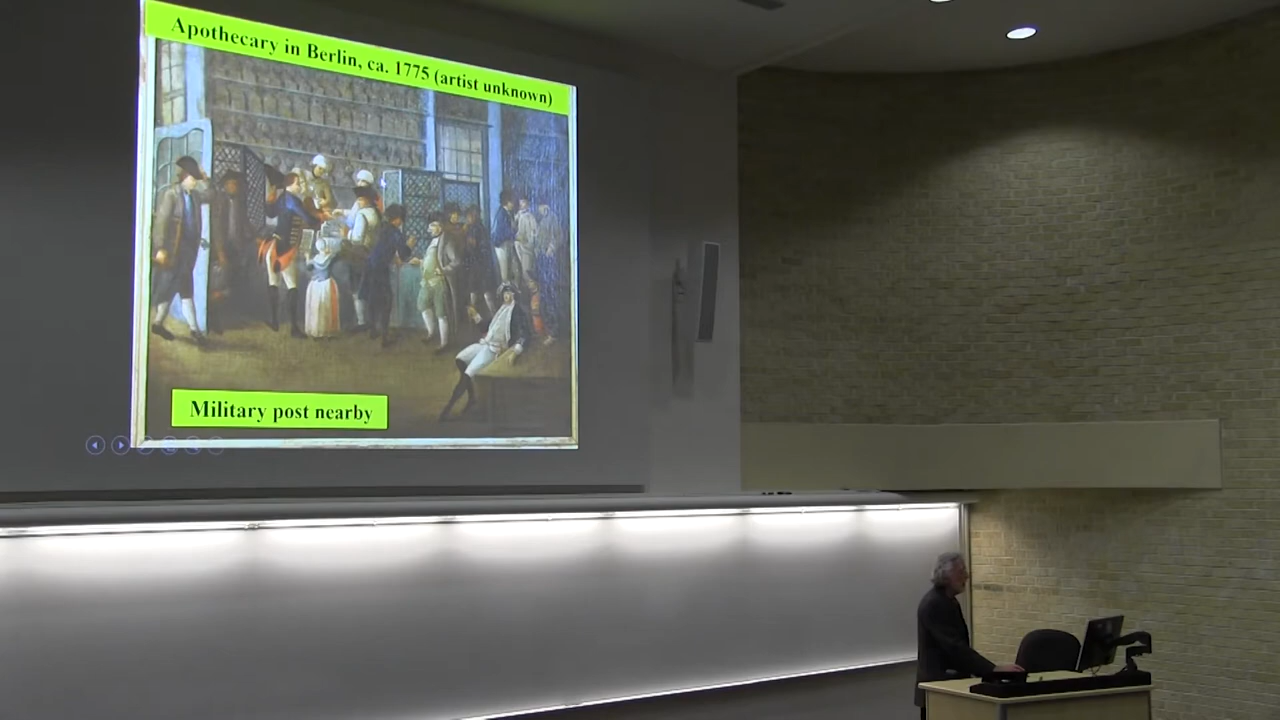 Apothecary in Berlin, ca. 1775 (artist unknown)
Military post nearby